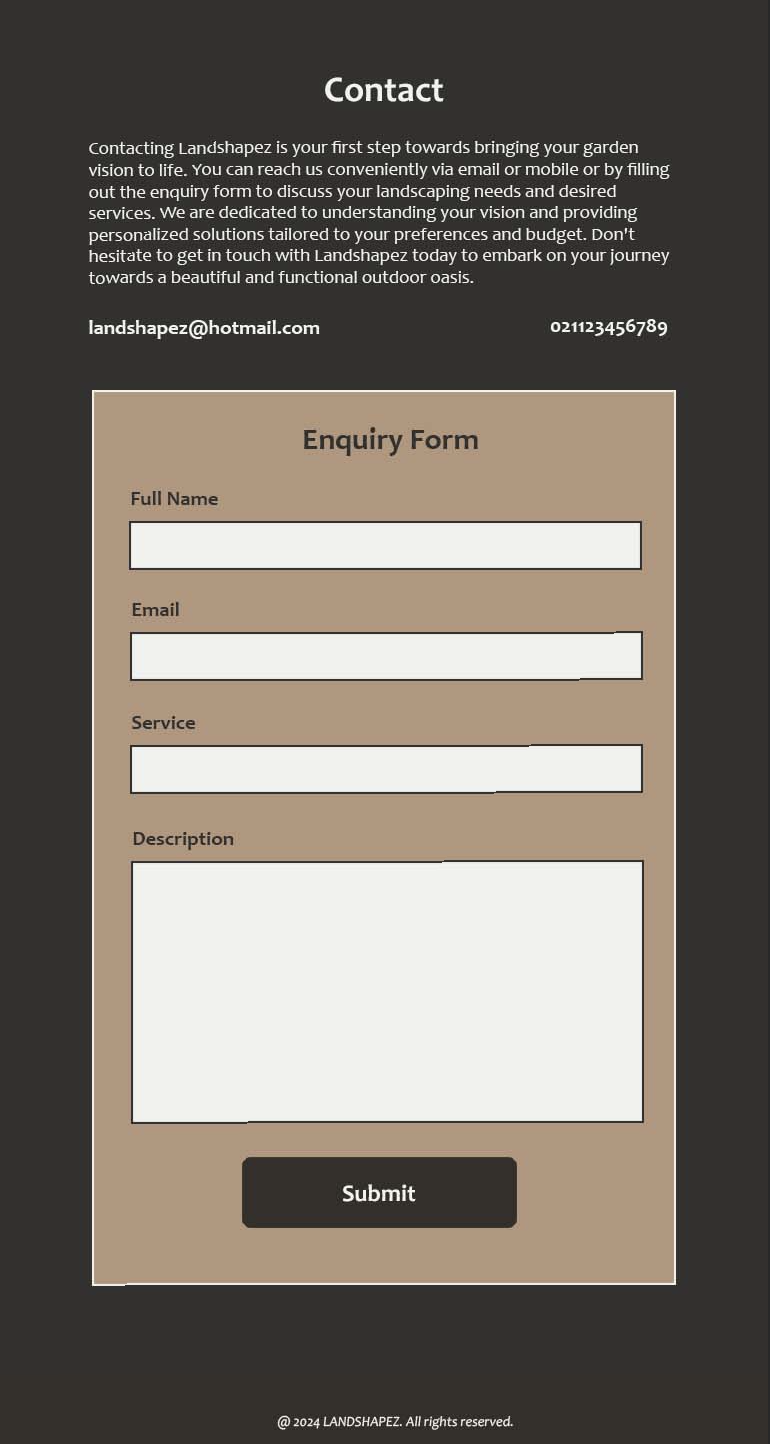 Contact
Contacting Landshapez is your first step towards bringing your garden
vision to life. You can reach us conveniently via email or mobile or by filling
out the enquiry form to discuss your landscaping needs and desired
services. We are dedicated to understanding your vision and providing
personalized solutions tailored to your preferences and budget. Don't
hesitate to get in touch with Landshapez today to embark on your journey
towards a beautiful and functional outdoor oasis.
landshapez@hotmail.com 021123456789
Enquiry Form
Full Name
Email
Service
Description
Submit
@ 2024 LANDSHAPEZ. All rights reserved.